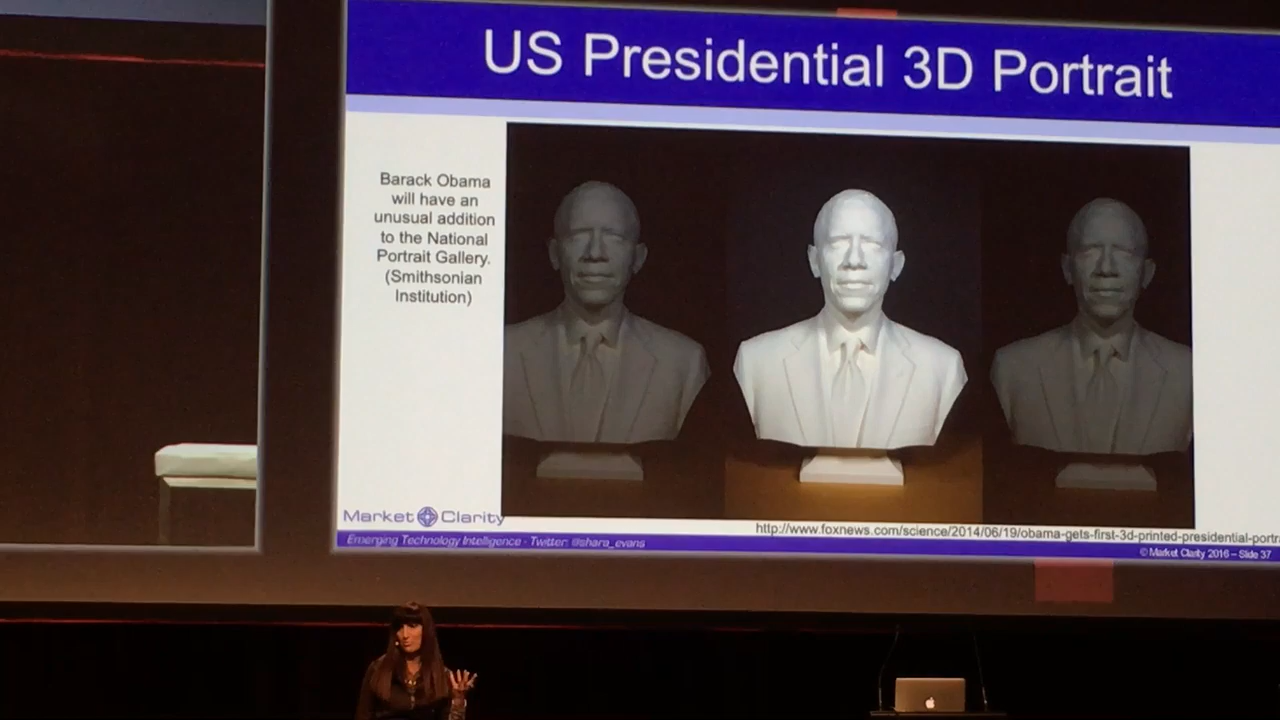 US Presidential 3D Portrait
Barack Obama
will have an
unusual addition
to the National
Portrait Gallery.
(Smithsonian
Institution)
Market Clarity
http://www.foxnews.com/science/2014/06/19/obama-gets-first-3d-printed-presidential-portra
Emerging Technology Intelligence - Twitter: @shara_evans
© Market Clarity 2016 – Slide 37